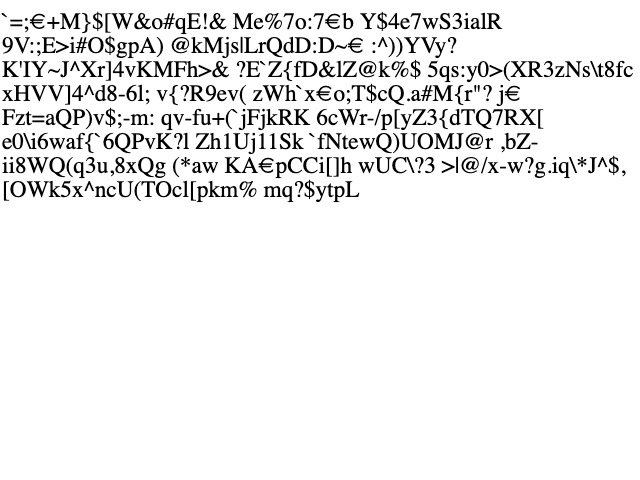 `=;€+M}$[W&o#qE!& Me%7o:7€b Y$4e7wS3ialR
9V:;E>i#O$gpA) @kMjs|LrQdD:D~€ :^))YVy?
K'IY~J^Xr]4vKMFh>& ?E`Z{fD&lZ@k%$ 5qs:y0>(XR3zNs\t8fc
xHVV]4^d8-6l; v{?R9ev( zWh`x€o;T$cQ.a#M{r"? j€
Fzt=aQP)v$;-m: qv-fu+(`jFjkRK 6cWr-/p[yZ3{dTQ7RX[
e0\i6waf{`6QPvK?l Zh1Uj11Sk `fNtewQ)UOMJ@r ,bZ-
ii8WQ(q3u,8xQg (*aw KA€pCCi[]h wUC\?3 >|@/x-w?g.iq\*J^$,
[OWk5x^ncU(TOcl[pkm% mq?$ytpL